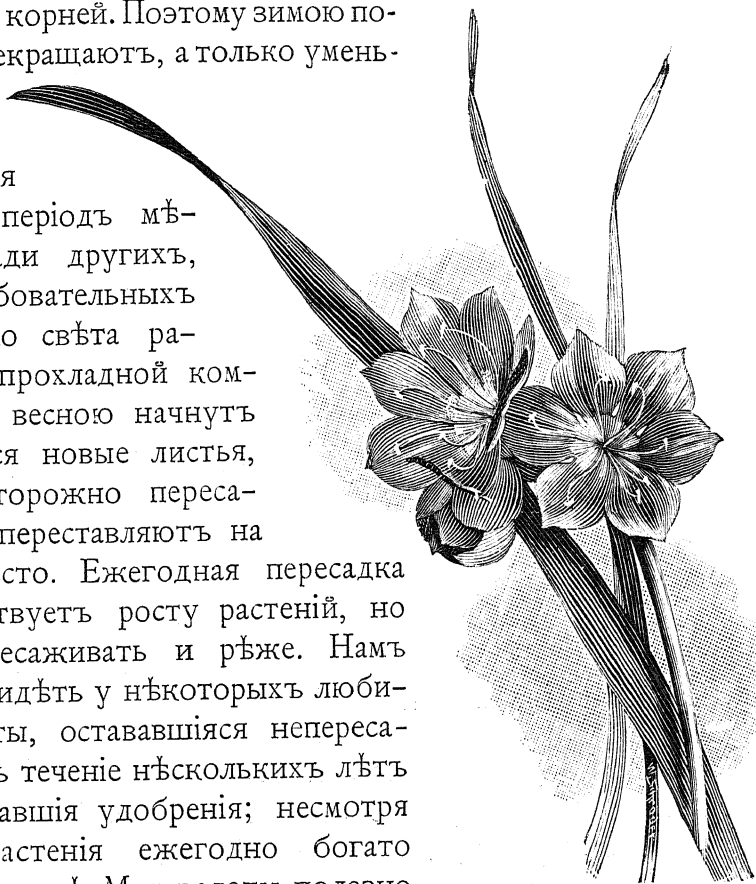 корней. Поэтому зимою по-
екращаютъ, а только умень-
я
періодъ мѣ-
ди другихъ,
бовательныхъ
о свѣта ра-
прохладной ком-
весною начнутъ
ся новые листья,
торожно переса-
переставляютъ на
сто. Ежегодная пересадка
твуетъ росту растеній, но
есаживать и рѣже. Намъ
идѣть у нѣкоторыхъ люби-
ты, остававшіяся непереса-
ь теченіе нѣсколькихъ лѣтъ
авшія удобренія; несмотря
астенія ежегодно богато